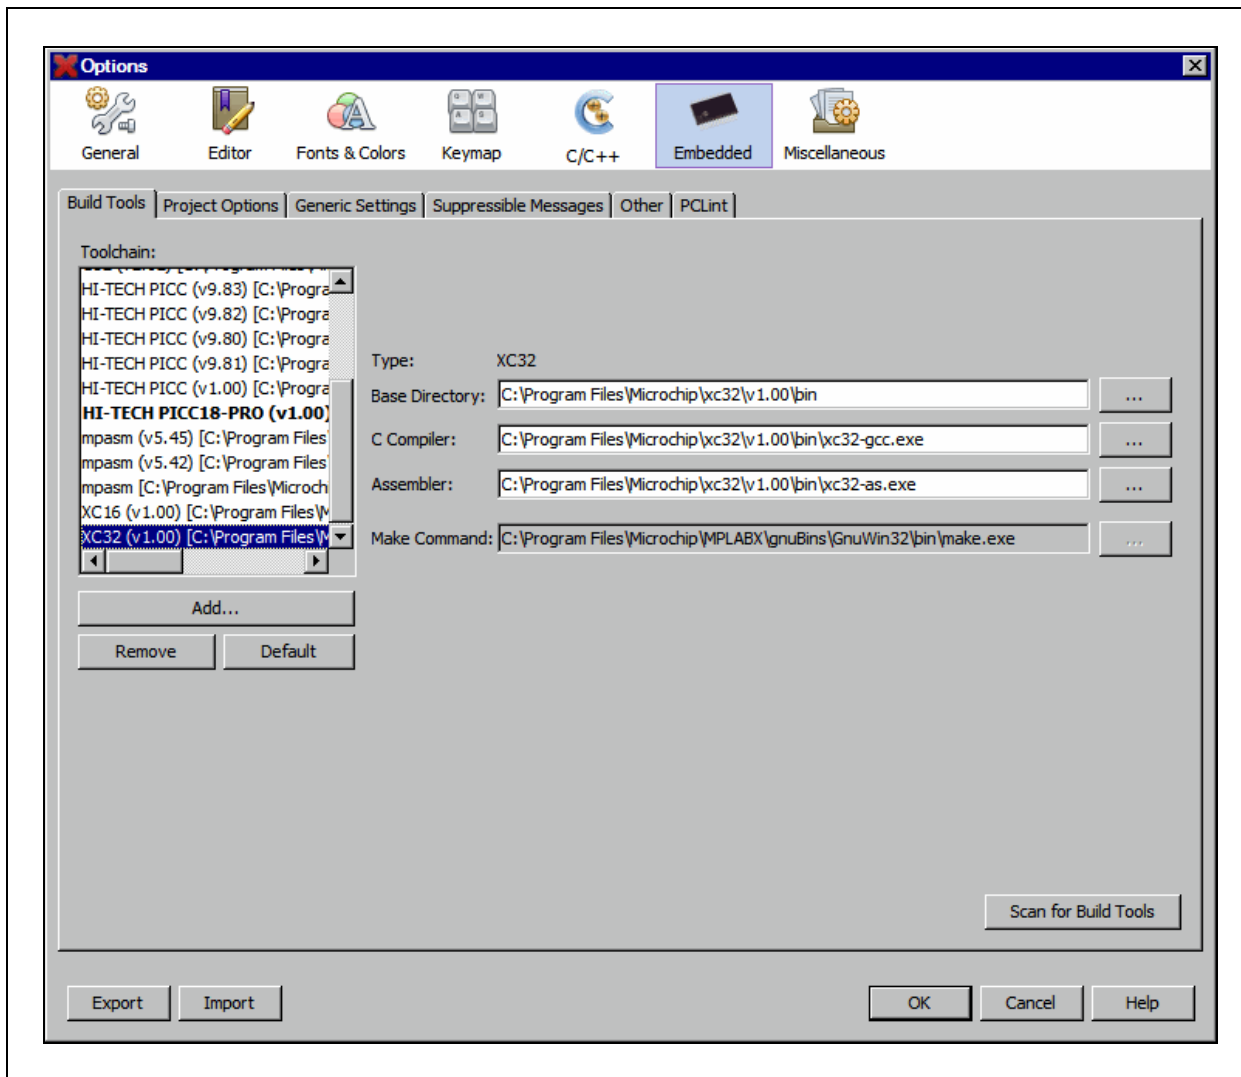 Options
General
Editor
Fonts & Colors
Keymap
C/C++
Embedded
Miscellaneous
Build Tools
Project Options
Generic Settings
Suppressible Messages
Other
PCLint
Toolchain:
HI-TECH PICC (v9.83) [C:\Progra
HI-TECH PICC (v9.82) [C:\Progra
HI-TECH PICC (v9.80) [C:\Progra
HI-TECH PICC (v9.81) [C:\Progra
HI-TECH PICC (v1.00) [C:\Progra
HI-TECH PICC18-PRO (v1.00)
mpasm (v5.45) [C:\Program Files
mpasm (v5.42) [C:\Program Files
mpasm [C:\Program Files\Microch
XC16 (v1.00) [C:\Program Files\M
XC32 (v1.00) [C:\Program Files\M
Add...
Remove
Default
Type: XC32
Base Directory: C:\Program Files\Microchip\xc32\v1.00\bin ...
C Compiler: C:\Program Files\Microchip\xc32\v1.00\bin\xc32-gcc.exe ...
Assembler: C:\Program Files\Microchip\xc32\v1.00\bin\xc32-as.exe ...
Make Command: C:\Program Files\Microchip\MPLABX\gnuBins\GnuWin32\bin\make.exe ...
Scan for Build Tools
Export
Import
OK
Cancel
Help